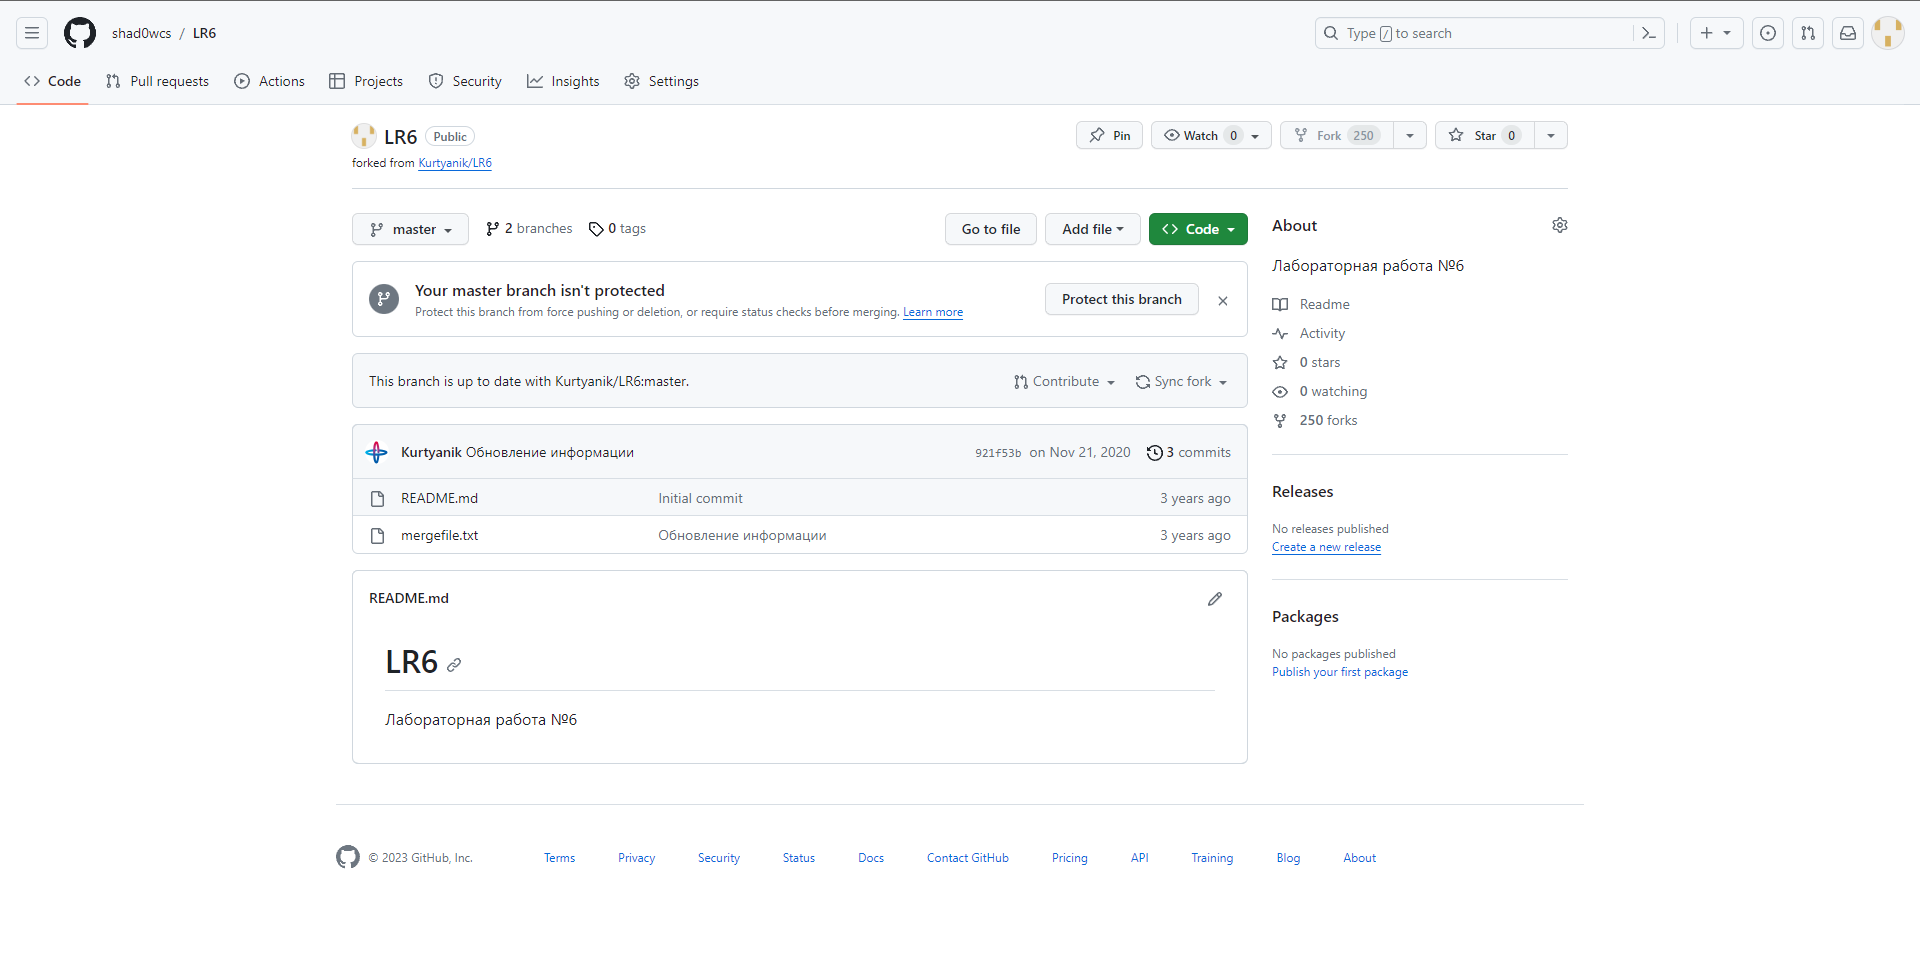 shad0wcs / LR6
Type / to search
Code
Pull requests
Actions
Projects
Security
Insights
Settings
LR6 Public
forked from Kurtyanik/LR6
Pin
Watch 0
Fork 250
Star 0
master
2 branches
0 tags
Go to file
Add file
Code
Your master branch isn't protected
Protect this branch from force pushing or deletion, or require status checks before merging. Learn more
Protect this branch
This branch is up to date with Kurtyanik/LR6:master.
Contribute
Sync fork
Kurtyanik Обновление информации
921f53b on Nov 21, 2020
3 commits
README.md Initial commit 3 years ago
mergefile.txt Обновление информации 3 years ago
README.md
LR6
Лабораторная работа №6
About
Лабораторная работа №6
Readme
Activity
0 stars
0 watching
250 forks
Releases
No releases published
Create a new release
Packages
No packages published
Publish your first package
© 2023 GitHub, Inc.
Terms
Privacy
Security
Status
Docs
Contact GitHub
Pricing
API
Training
Blog
About